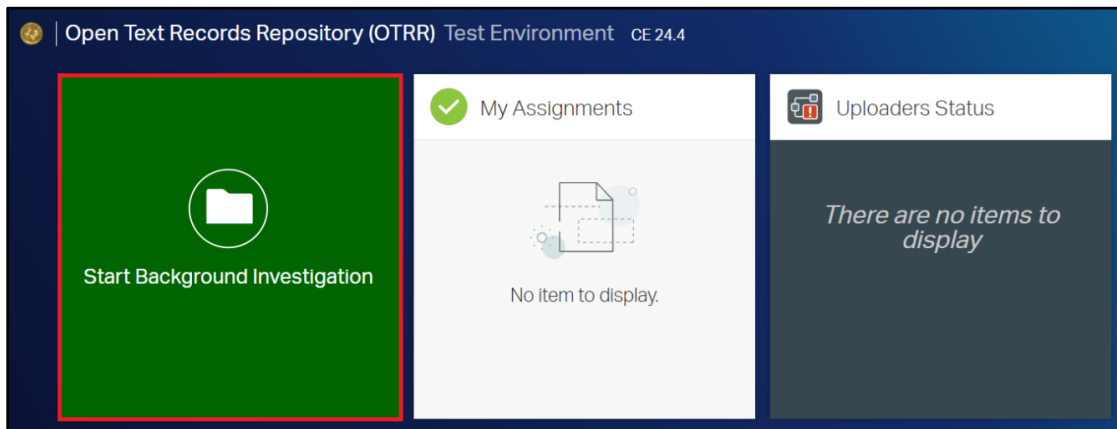 Open Text Records Repository (OTRR) Test Environment CE 24.4
Start Background Investigation
My Assignments
No item to display.
Uploaders Status
There are no items to
display